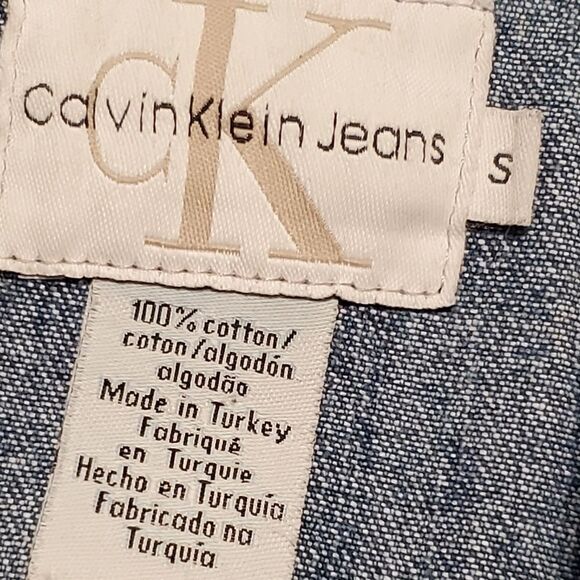 CK
Calvin Klein Jeans
S
100% cotton/
coton/algodón
algodão
Made in Turkey
Fabriqué
en Turquie
Hecho en Turquía
Fabricado na
Turquía